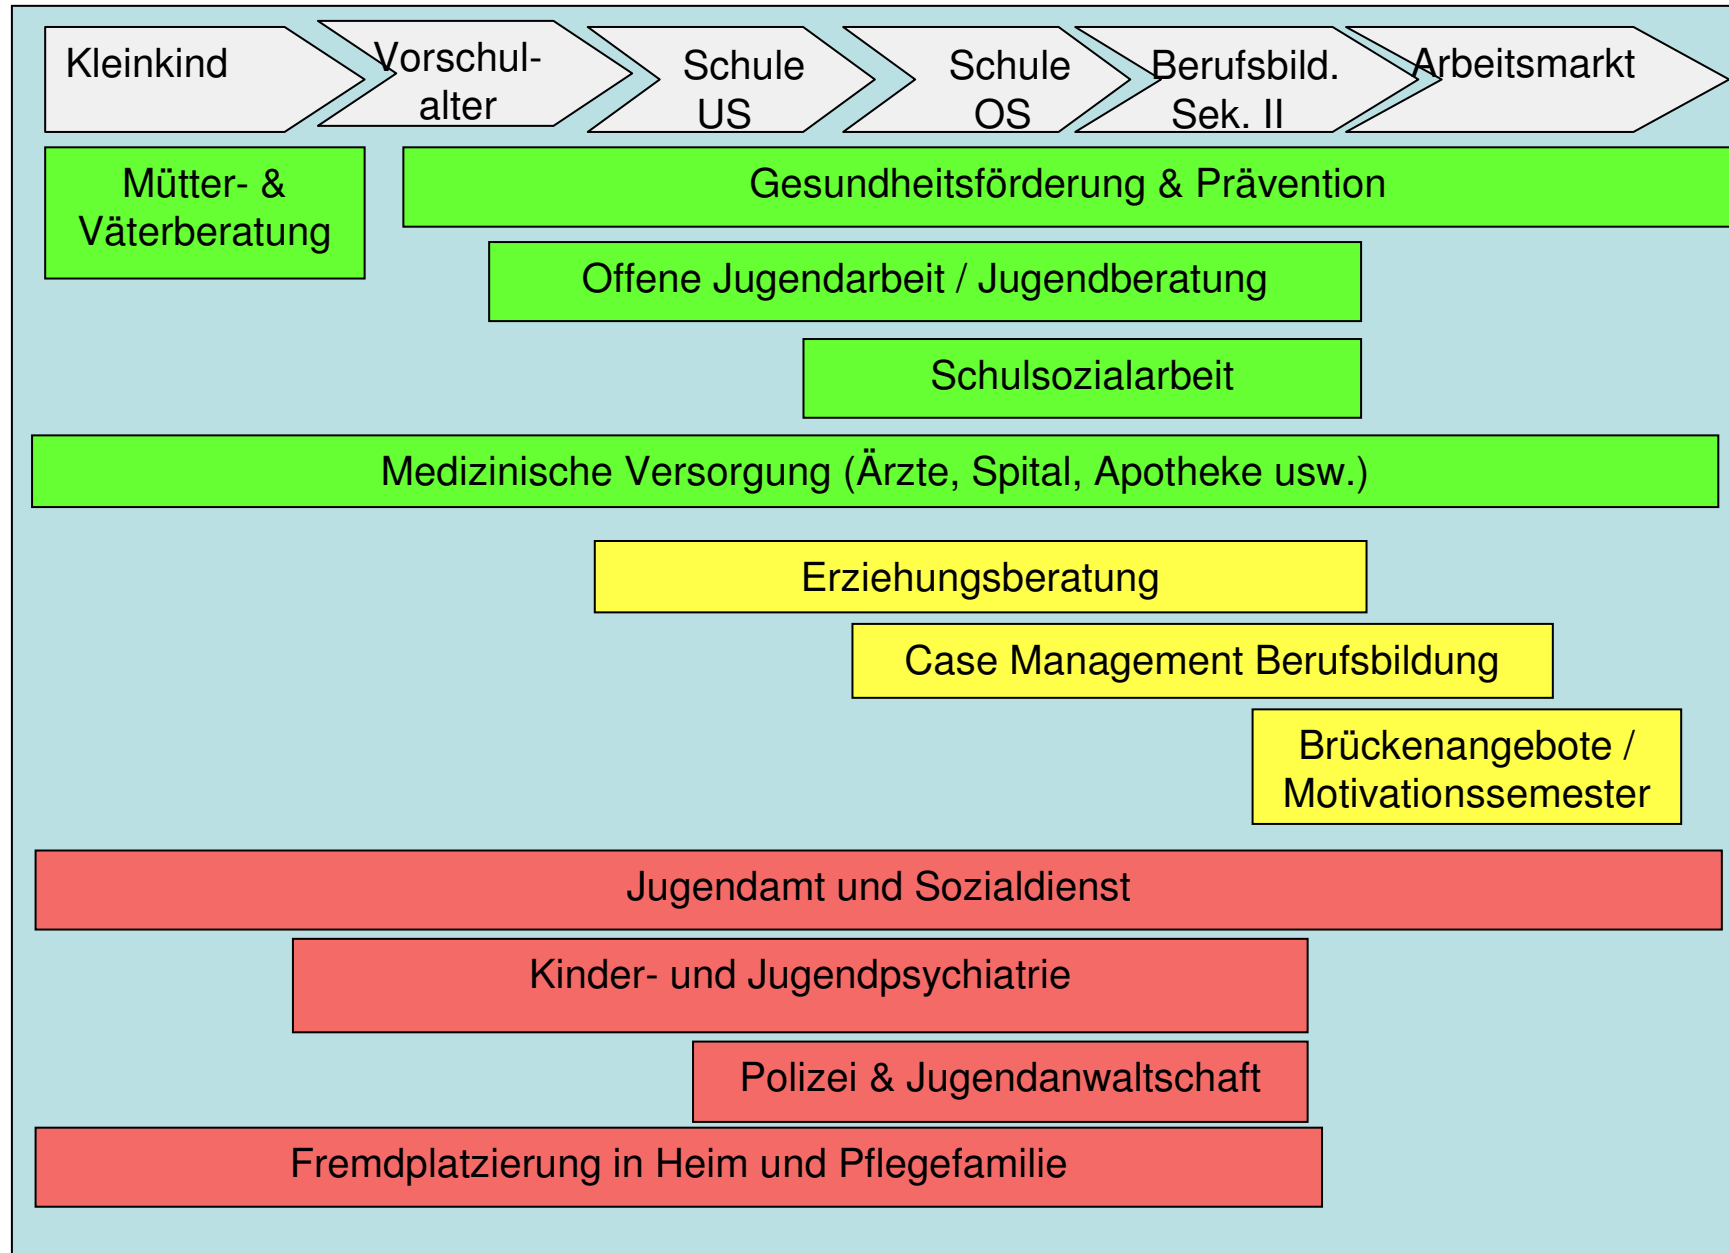 Kleinkind
Vorschul-
alter
Schule
US
Schule
OS
Berufsbild.
Sek. II
Arbeitsmarkt
Mütter- &
Väterberatung
Gesundheitsförderung & Prävention
Offene Jugendarbeit / Jugendberatung
Schulsozialarbeit
Medizinische Versorgung (Ärzte, Spital, Apotheke usw.)
Erziehungsberatung
Case Management Berufsbildung
Brückenangebote /
Motivationssemester
Jugendamt und Sozialdienst
Kinder- und Jugendpsychiatrie
Polizei & Jugendanwaltschaft
Fremdplatzierung in Heim und Pflegefamilie